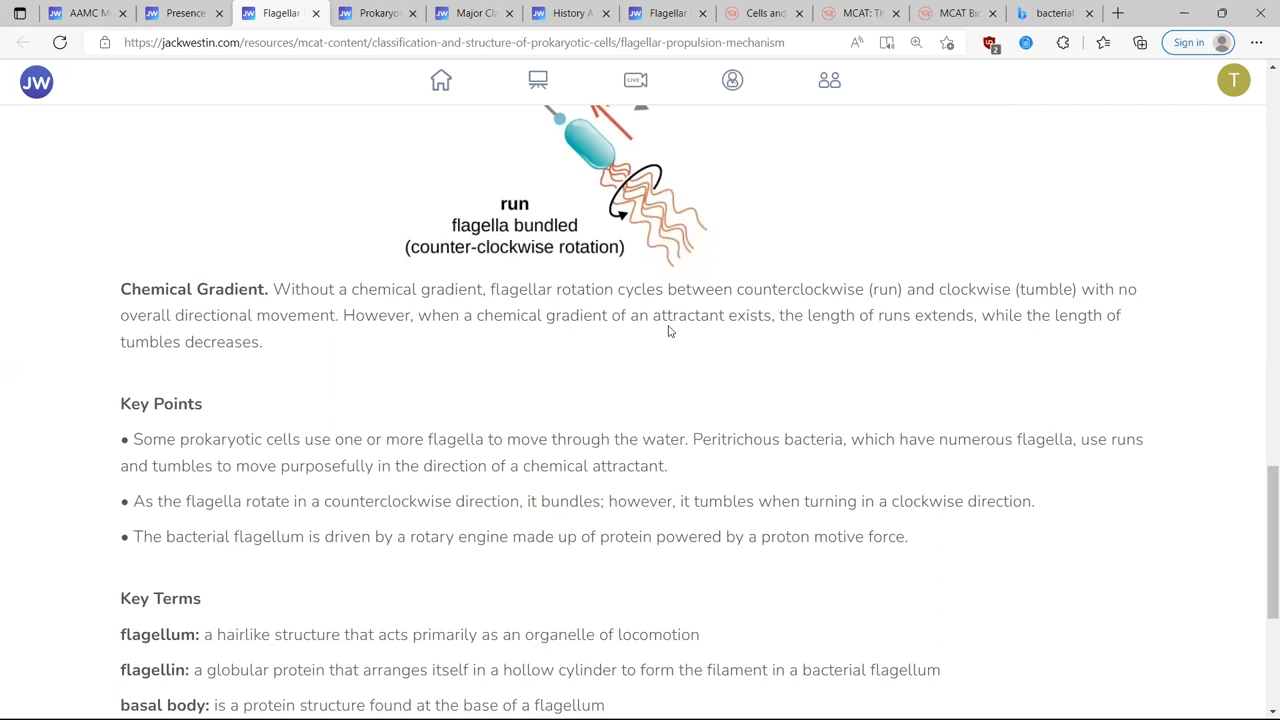 AAMC M
Presence
Flagellar
Prokaryo
Major Cla
History A
Flagellar
Cells and
MCAT: Th
MCAT Bio
bacterial
https://jackwestin.com/resources/mcat-content/classification-and-structure-of-prokaryotic-cells/flagellar-propulsion-mechanism
2
Sign in
JW
LIVE
T
run
flagella bundled
(counter-clockwise rotation)
Chemical Gradient. Without a chemical gradient, flagellar rotation cycles between counterclockwise (run) and clockwise (tumble) with no
overall directional movement. However, when a chemical gradient of an attractant exists, the length of runs extends, while the length of
tumbles decreases.
Key Points
• Some prokaryotic cells use one or more flagella to move through the water. Peritrichous bacteria, which have numerous flagella, use runs
and tumbles to move purposefully in the direction of a chemical attractant.
• As the flagella rotate in a counterclockwise direction, it bundles; however, it tumbles when turning in a clockwise direction.
• The bacterial flagellum is driven by a rotary engine made up of protein powered by a proton motive force.
Key Terms
flagellum: a hairlike structure that acts primarily as an organelle of locomotion
flagellin: a globular protein that arranges itself in a hollow cylinder to form the filament in a bacterial flagellum
basal body: is a protein structure found at the base of a flagellum